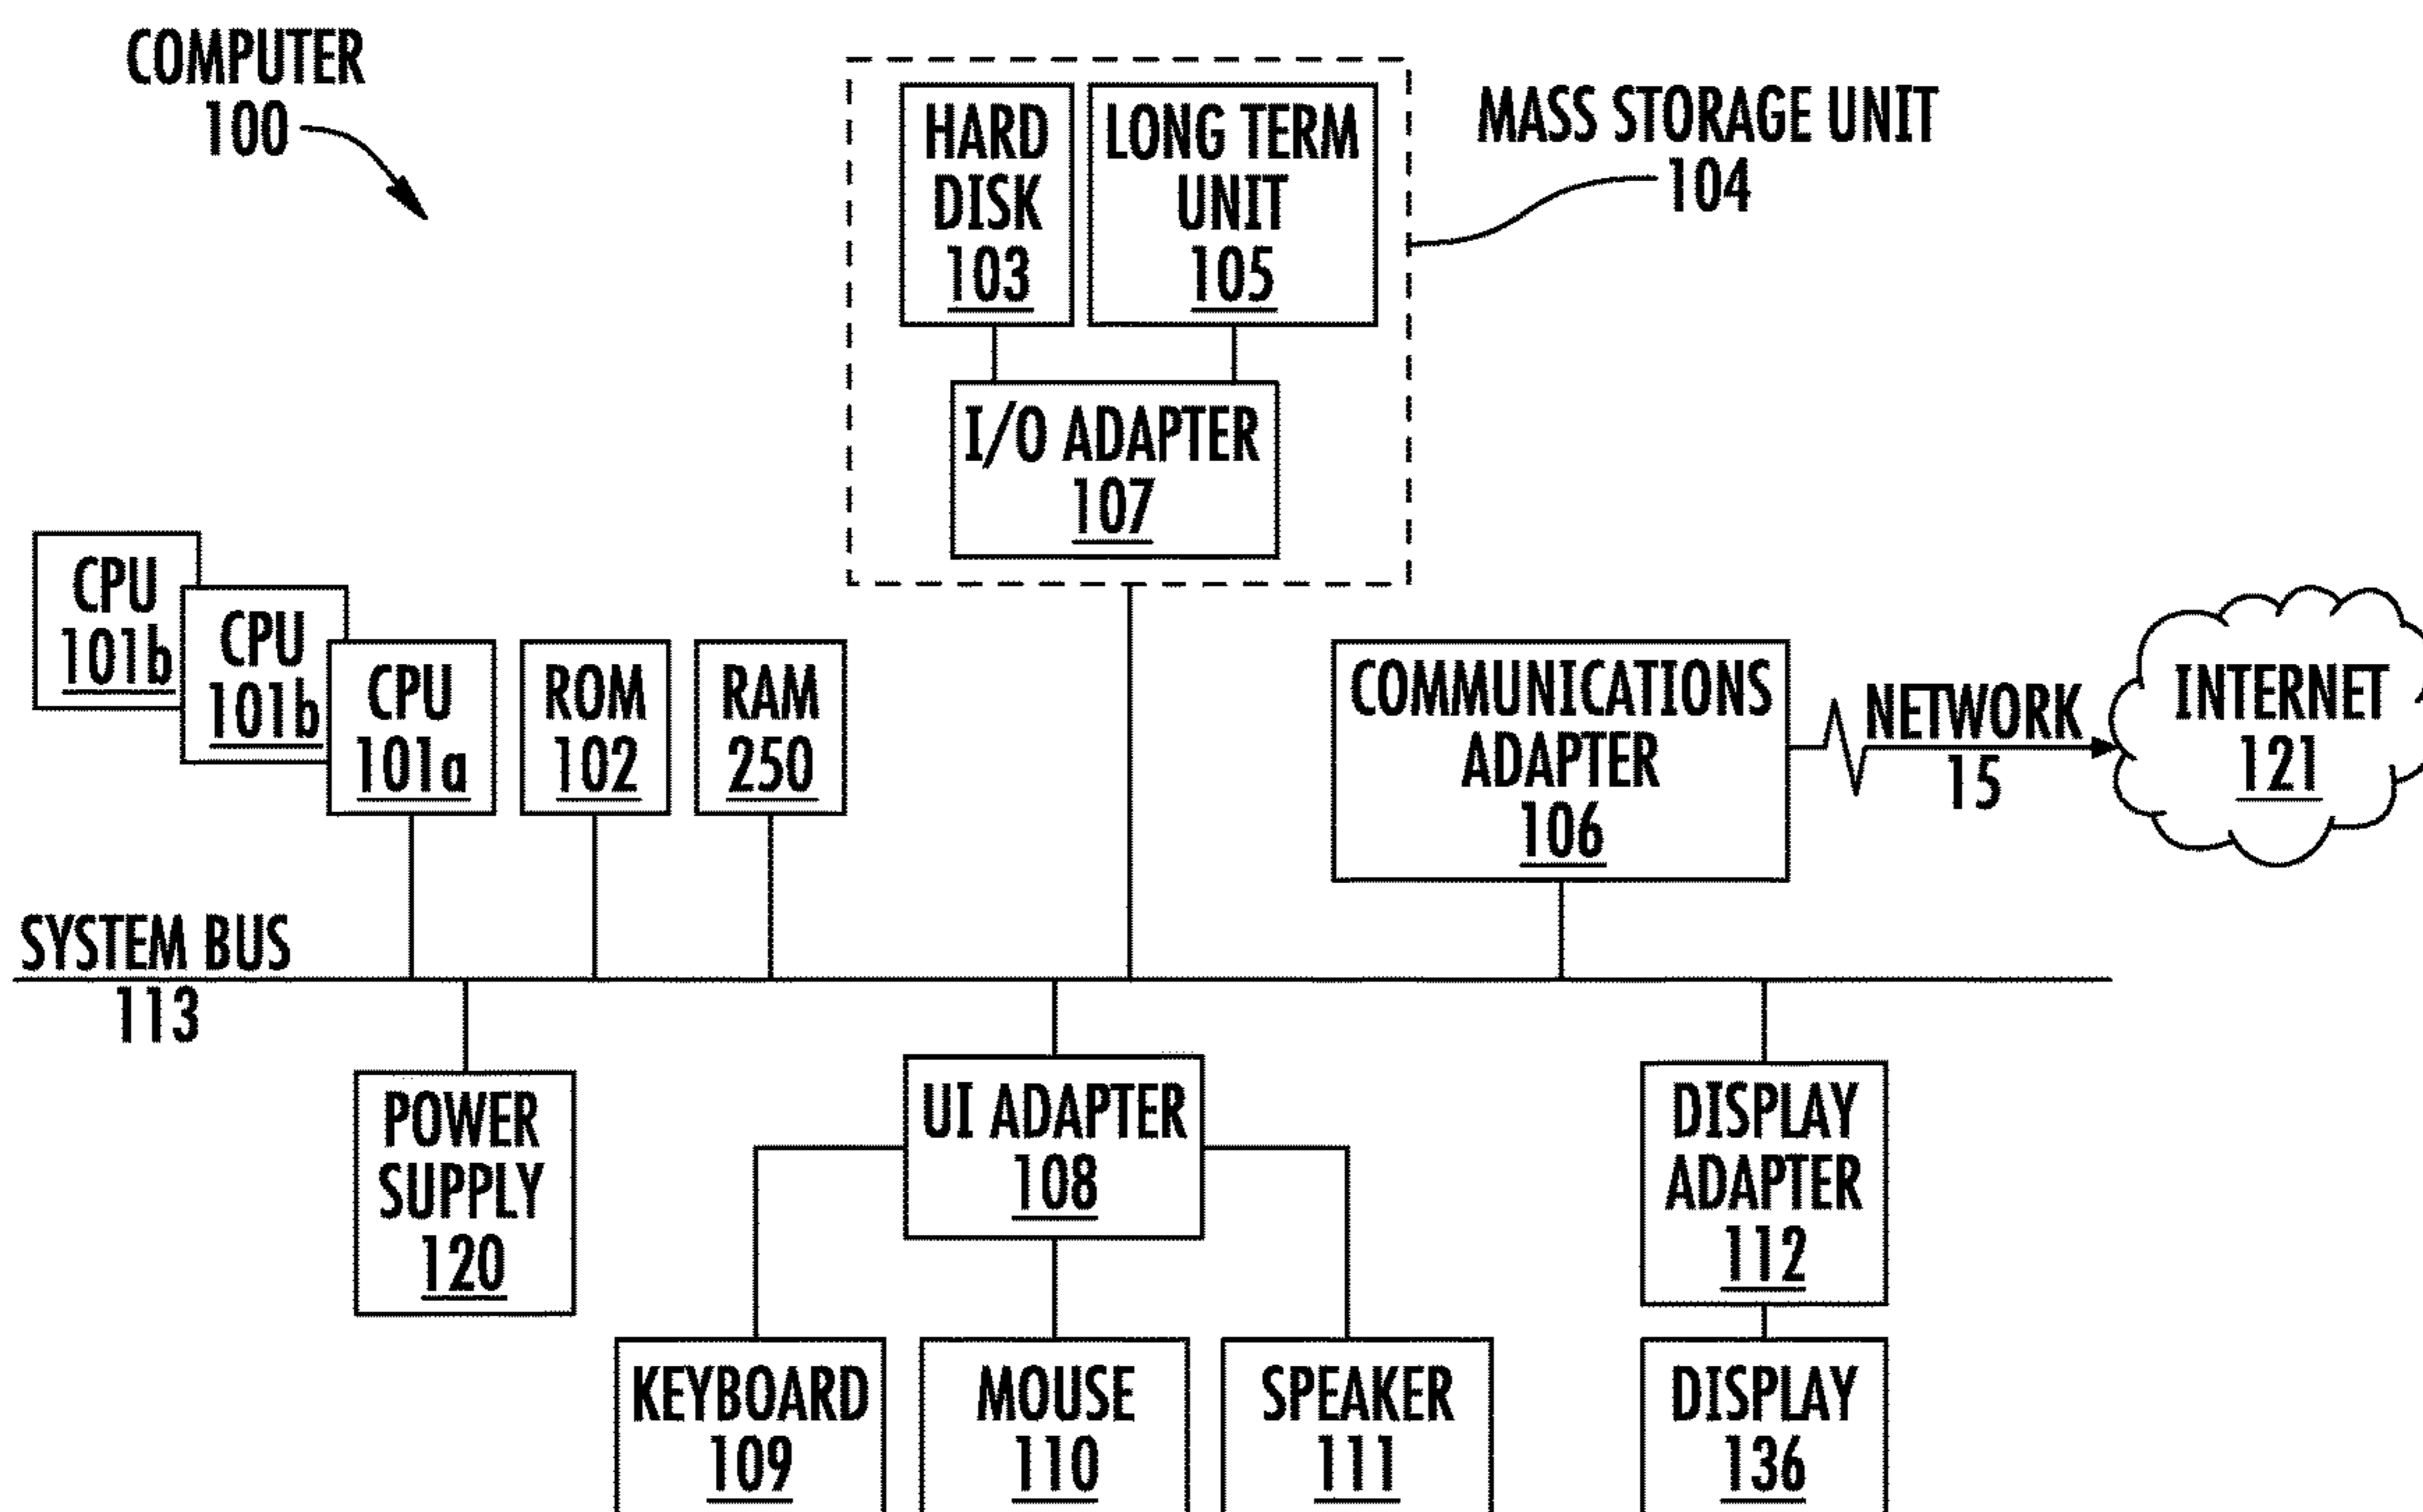 COMPUTER
100
HARD
DISK
103
LONG TERM
UNIT
105
MASS STORAGE UNIT
104
I/O ADAPTER
107
CPU
101b
CPU
101b
CPU
101a
ROM
102
RAM
250
COMMUNICATIONS
ADAPTER
106
NETWORK
15
INTERNET
121
SYSTEM BUS
113
POWER
SUPPLY
120
UI ADAPTER
108
DISPLAY
ADAPTER
112
KEYBOARD
109
MOUSE
110
SPEAKER
111
DISPLAY
136